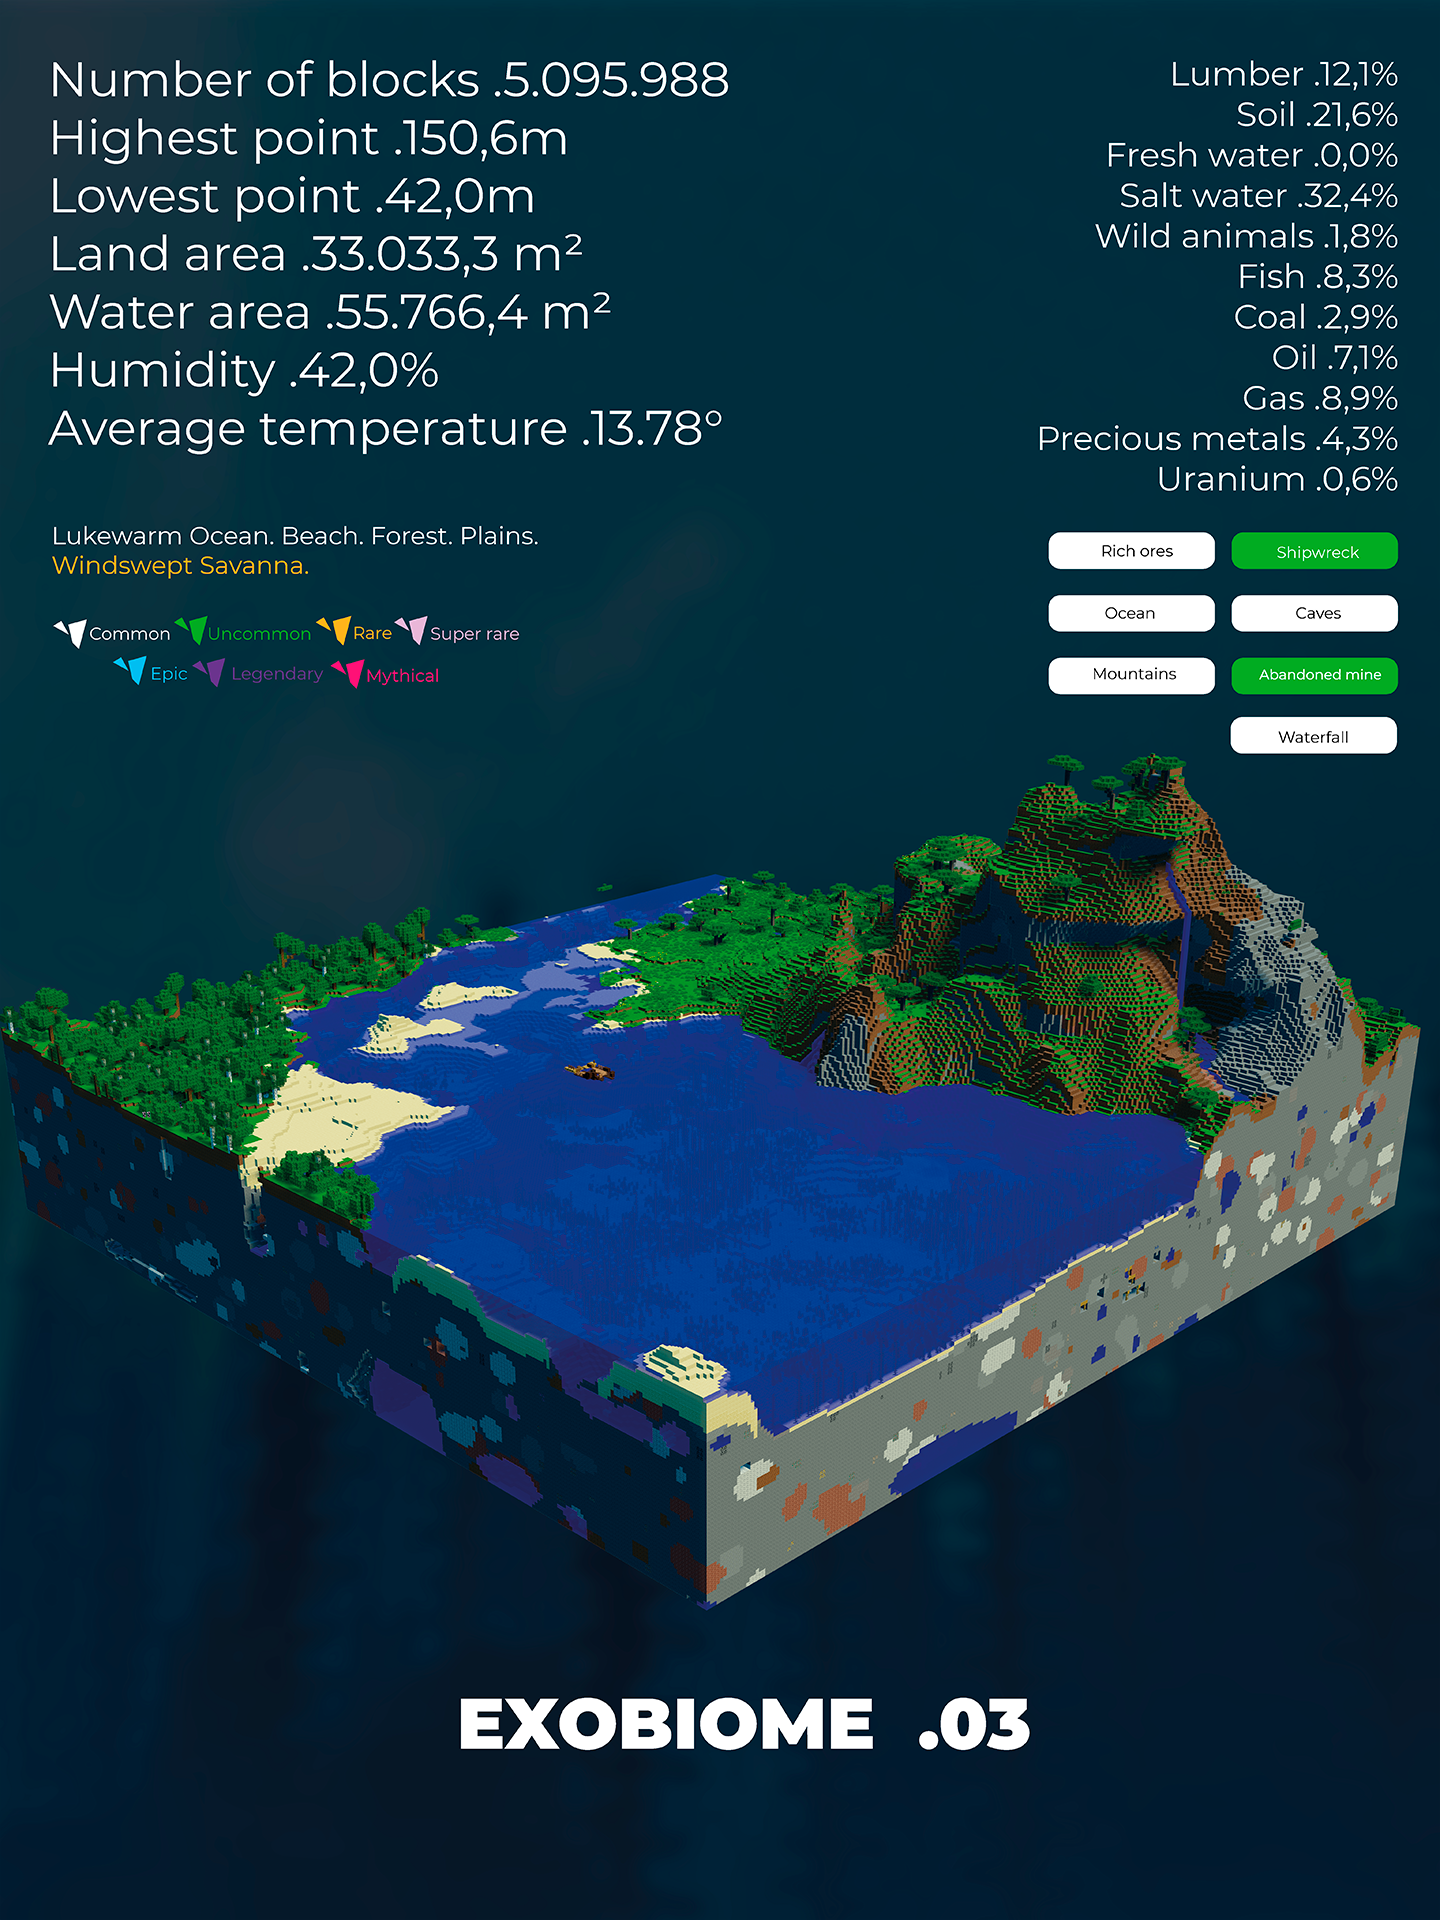 Number of blocks .5.095.988
Highest point .150,6m
Lowest point .42,0m
Land area .33.033,3 m²
Water area .55.766,4 m²
Humidity .42,0%
Average temperature .13.78°
Lumber .12,1%
Soil .21,6%
Fresh water .0,0%
Salt water .32,4%
Wild animals .1,8%
Fish .8,3%
Coal .2,9%
Oil .7,1%
Gas .8,9%
Precious metals .4,3%
Uranium .0,6%
Lukewarm Ocean. Beach. Forest. Plains.
Windswept Savanna.
Common Uncommon Rare Super rare
Epic Legendary Mythical
Rich ores Shipwreck
Ocean Caves
Mountains Abandoned mine
Waterfall
EXOBIOME .03